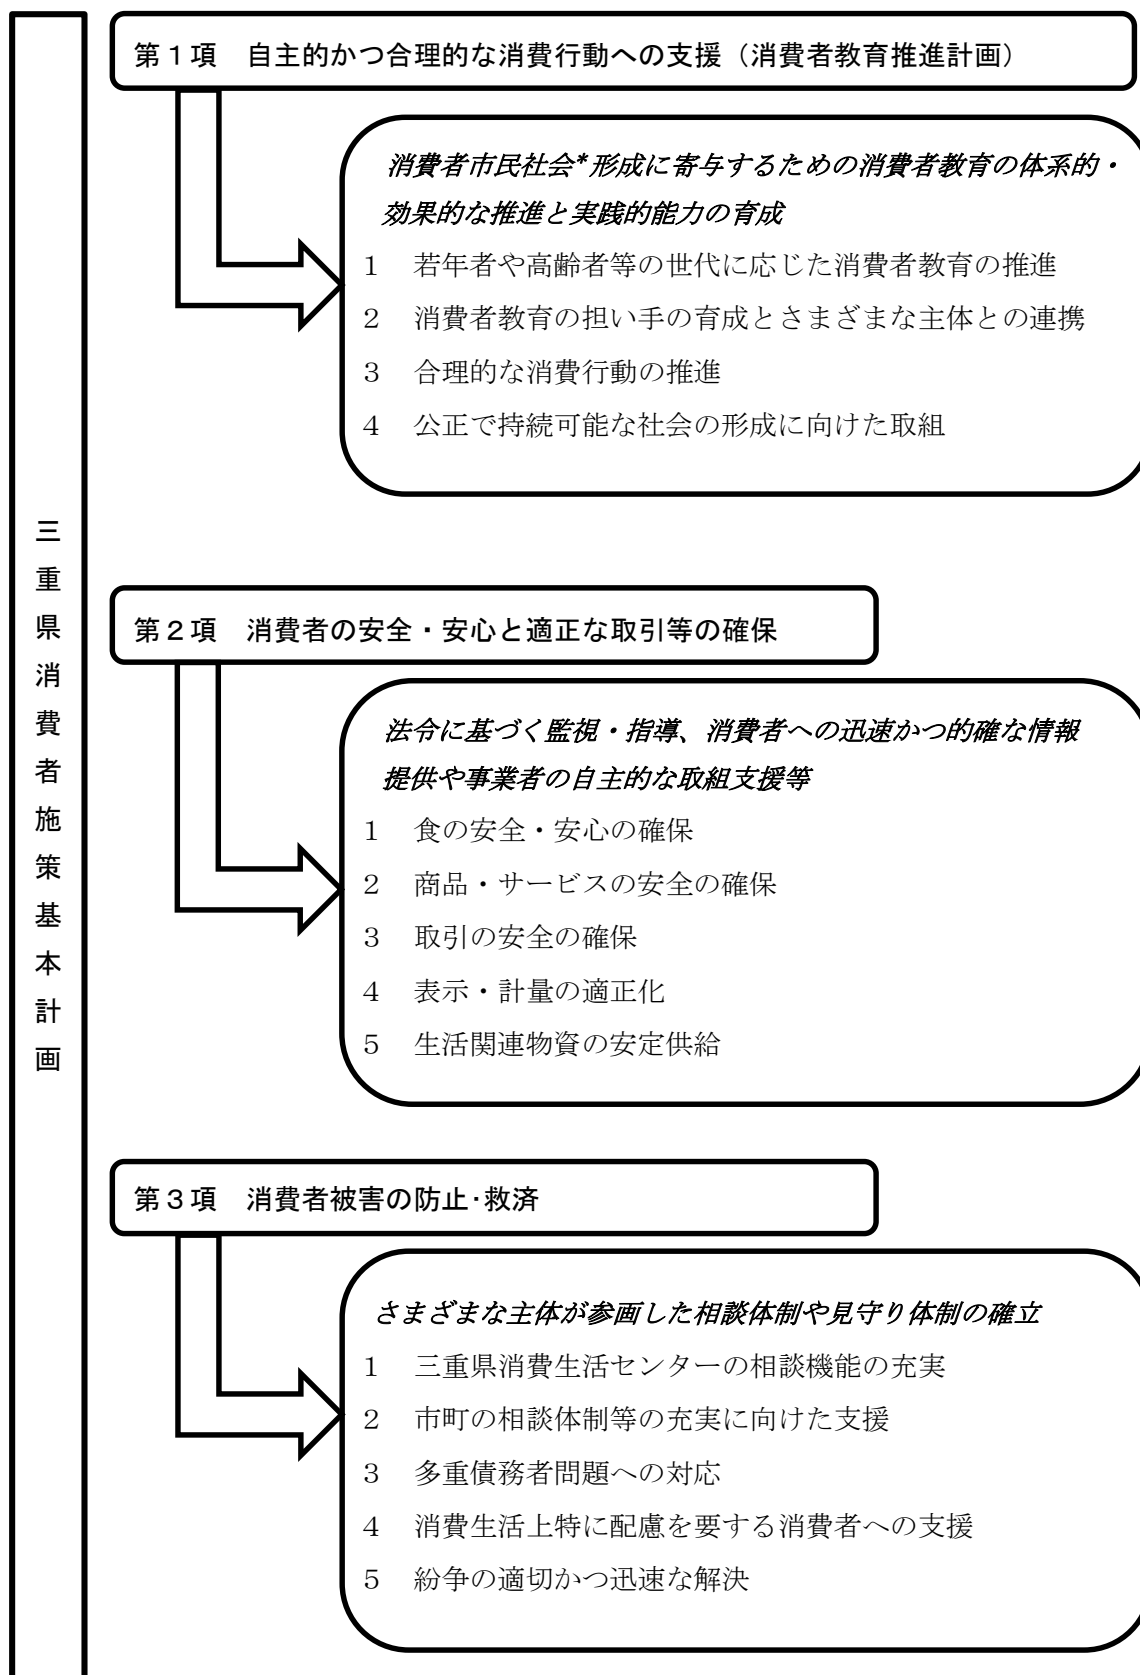 三重県消費者施策基本計画
第１項　自主的かつ合理的な消費行動への支援（消費者教育推進計画）
消費者市民社会*形成に寄与するための消費者教育の体系的・
効果的な推進と実践的能力の育成
１　若年者や高齢者等の世代に応じた消費者教育の推進
２　消費者教育の担い手の育成とさまざまな主体との連携
３　合理的な消費行動の推進
４　公正で持続可能な社会の形成に向けた取組
第２項　消費者の安全・安心と適正な取引等の確保
法令に基づく監視・指導、消費者への迅速かつ的確な情報
提供や事業者の自主的な取組支援等
１　食の安全・安心の確保
２　商品・サービスの安全の確保
３　取引の安全の確保
４　表示・計量の適正化
５　生活関連物資の安定供給
第３項　消費者被害の防止･救済
さまざまな主体が参画した相談体制や見守り体制の確立
１　三重県消費生活センターの相談機能の充実
２　市町の相談体制等の充実に向けた支援
３　多重債務者問題への対応
４　消費生活上特に配慮を要する消費者への支援
５　紛争の適切かつ迅速な解決